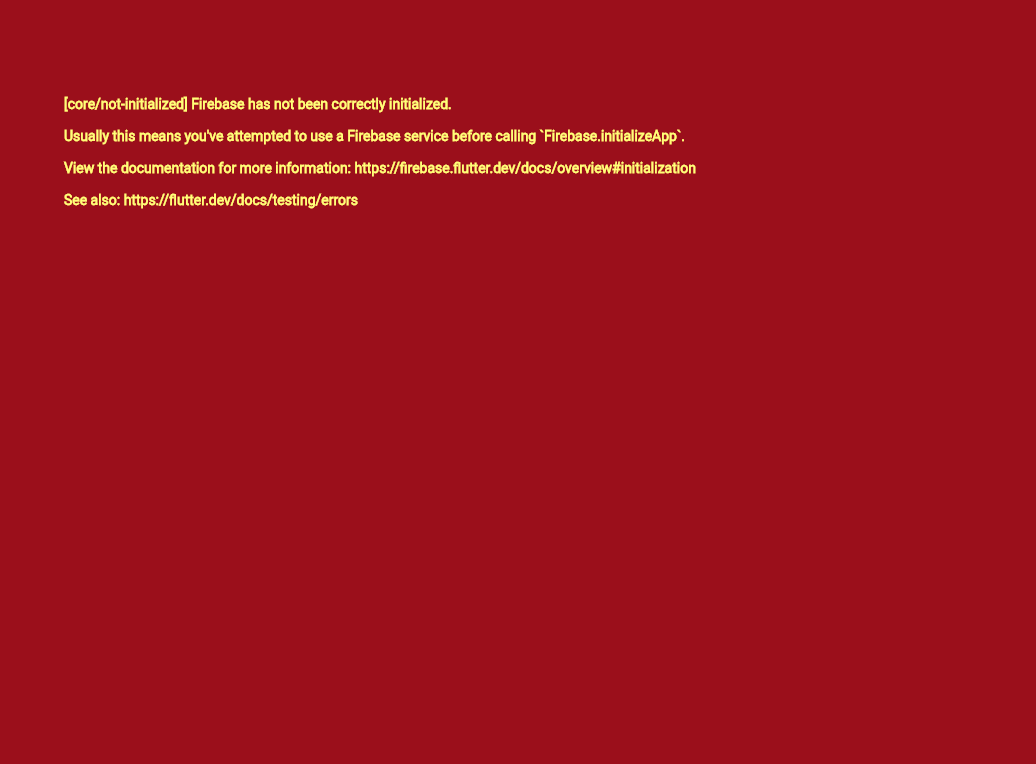 [core/not-initialized] Firebase has not been correctly initialized.
Usually this means you've attempted to use a Firebase service before calling `Firebase.initializeApp`.
View the documentation for more information: https://firebase.flutter.dev/docs/overview#initialization
See also: https://flutter.dev/docs/testing/errors